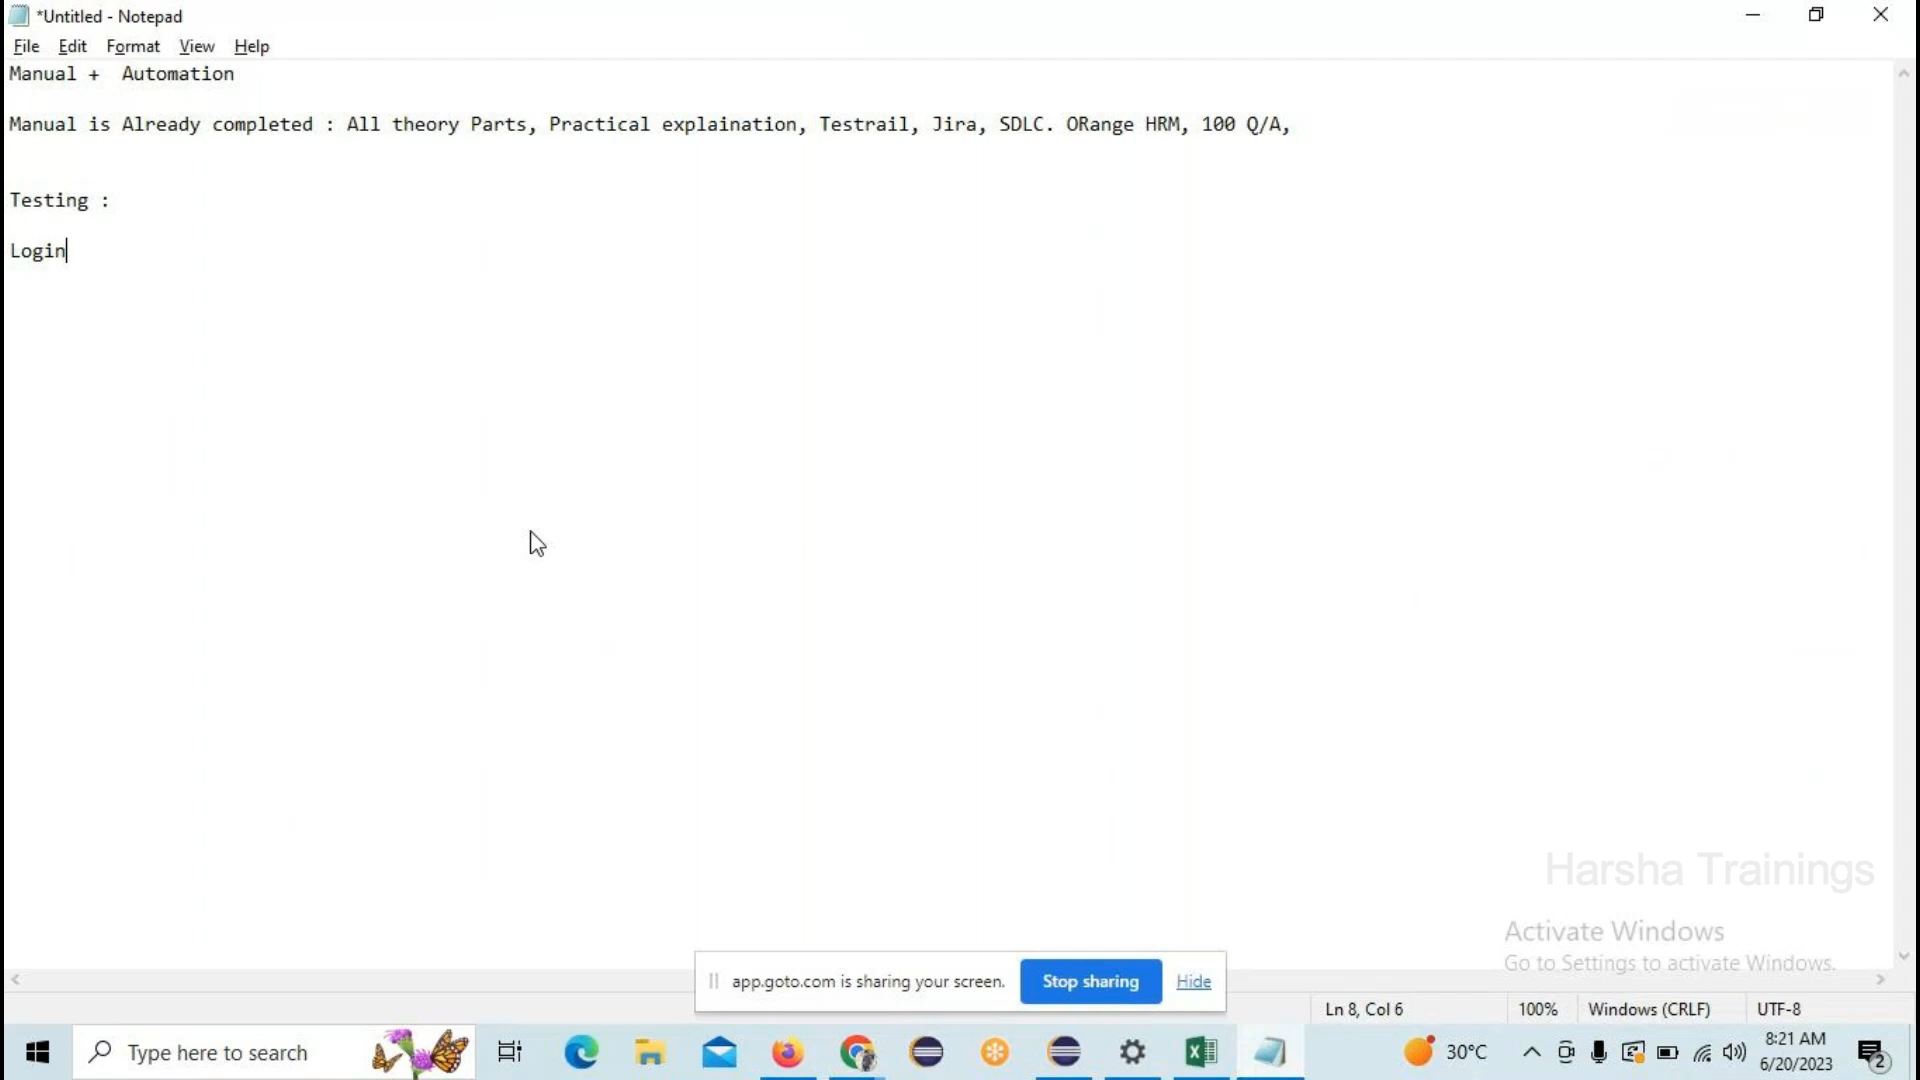 *Untitled - Notepad
File Edit Format View Help
Manual +  Automation
Manual is Already completed : All theory Parts, Practical explaination, Testrail, Jira, SDLC. ORange HRM, 100 Q/A,
Testing :
Login
Harsha Trainings
Activate Windows
Go to Settings to activate Windows.
app.goto.com is sharing your screen. Stop sharing Hide
Ln 8, Col 6 100% Windows (CRLF) UTF-8
Type here to search 30°C 8:21 AM
6/20/2023 2